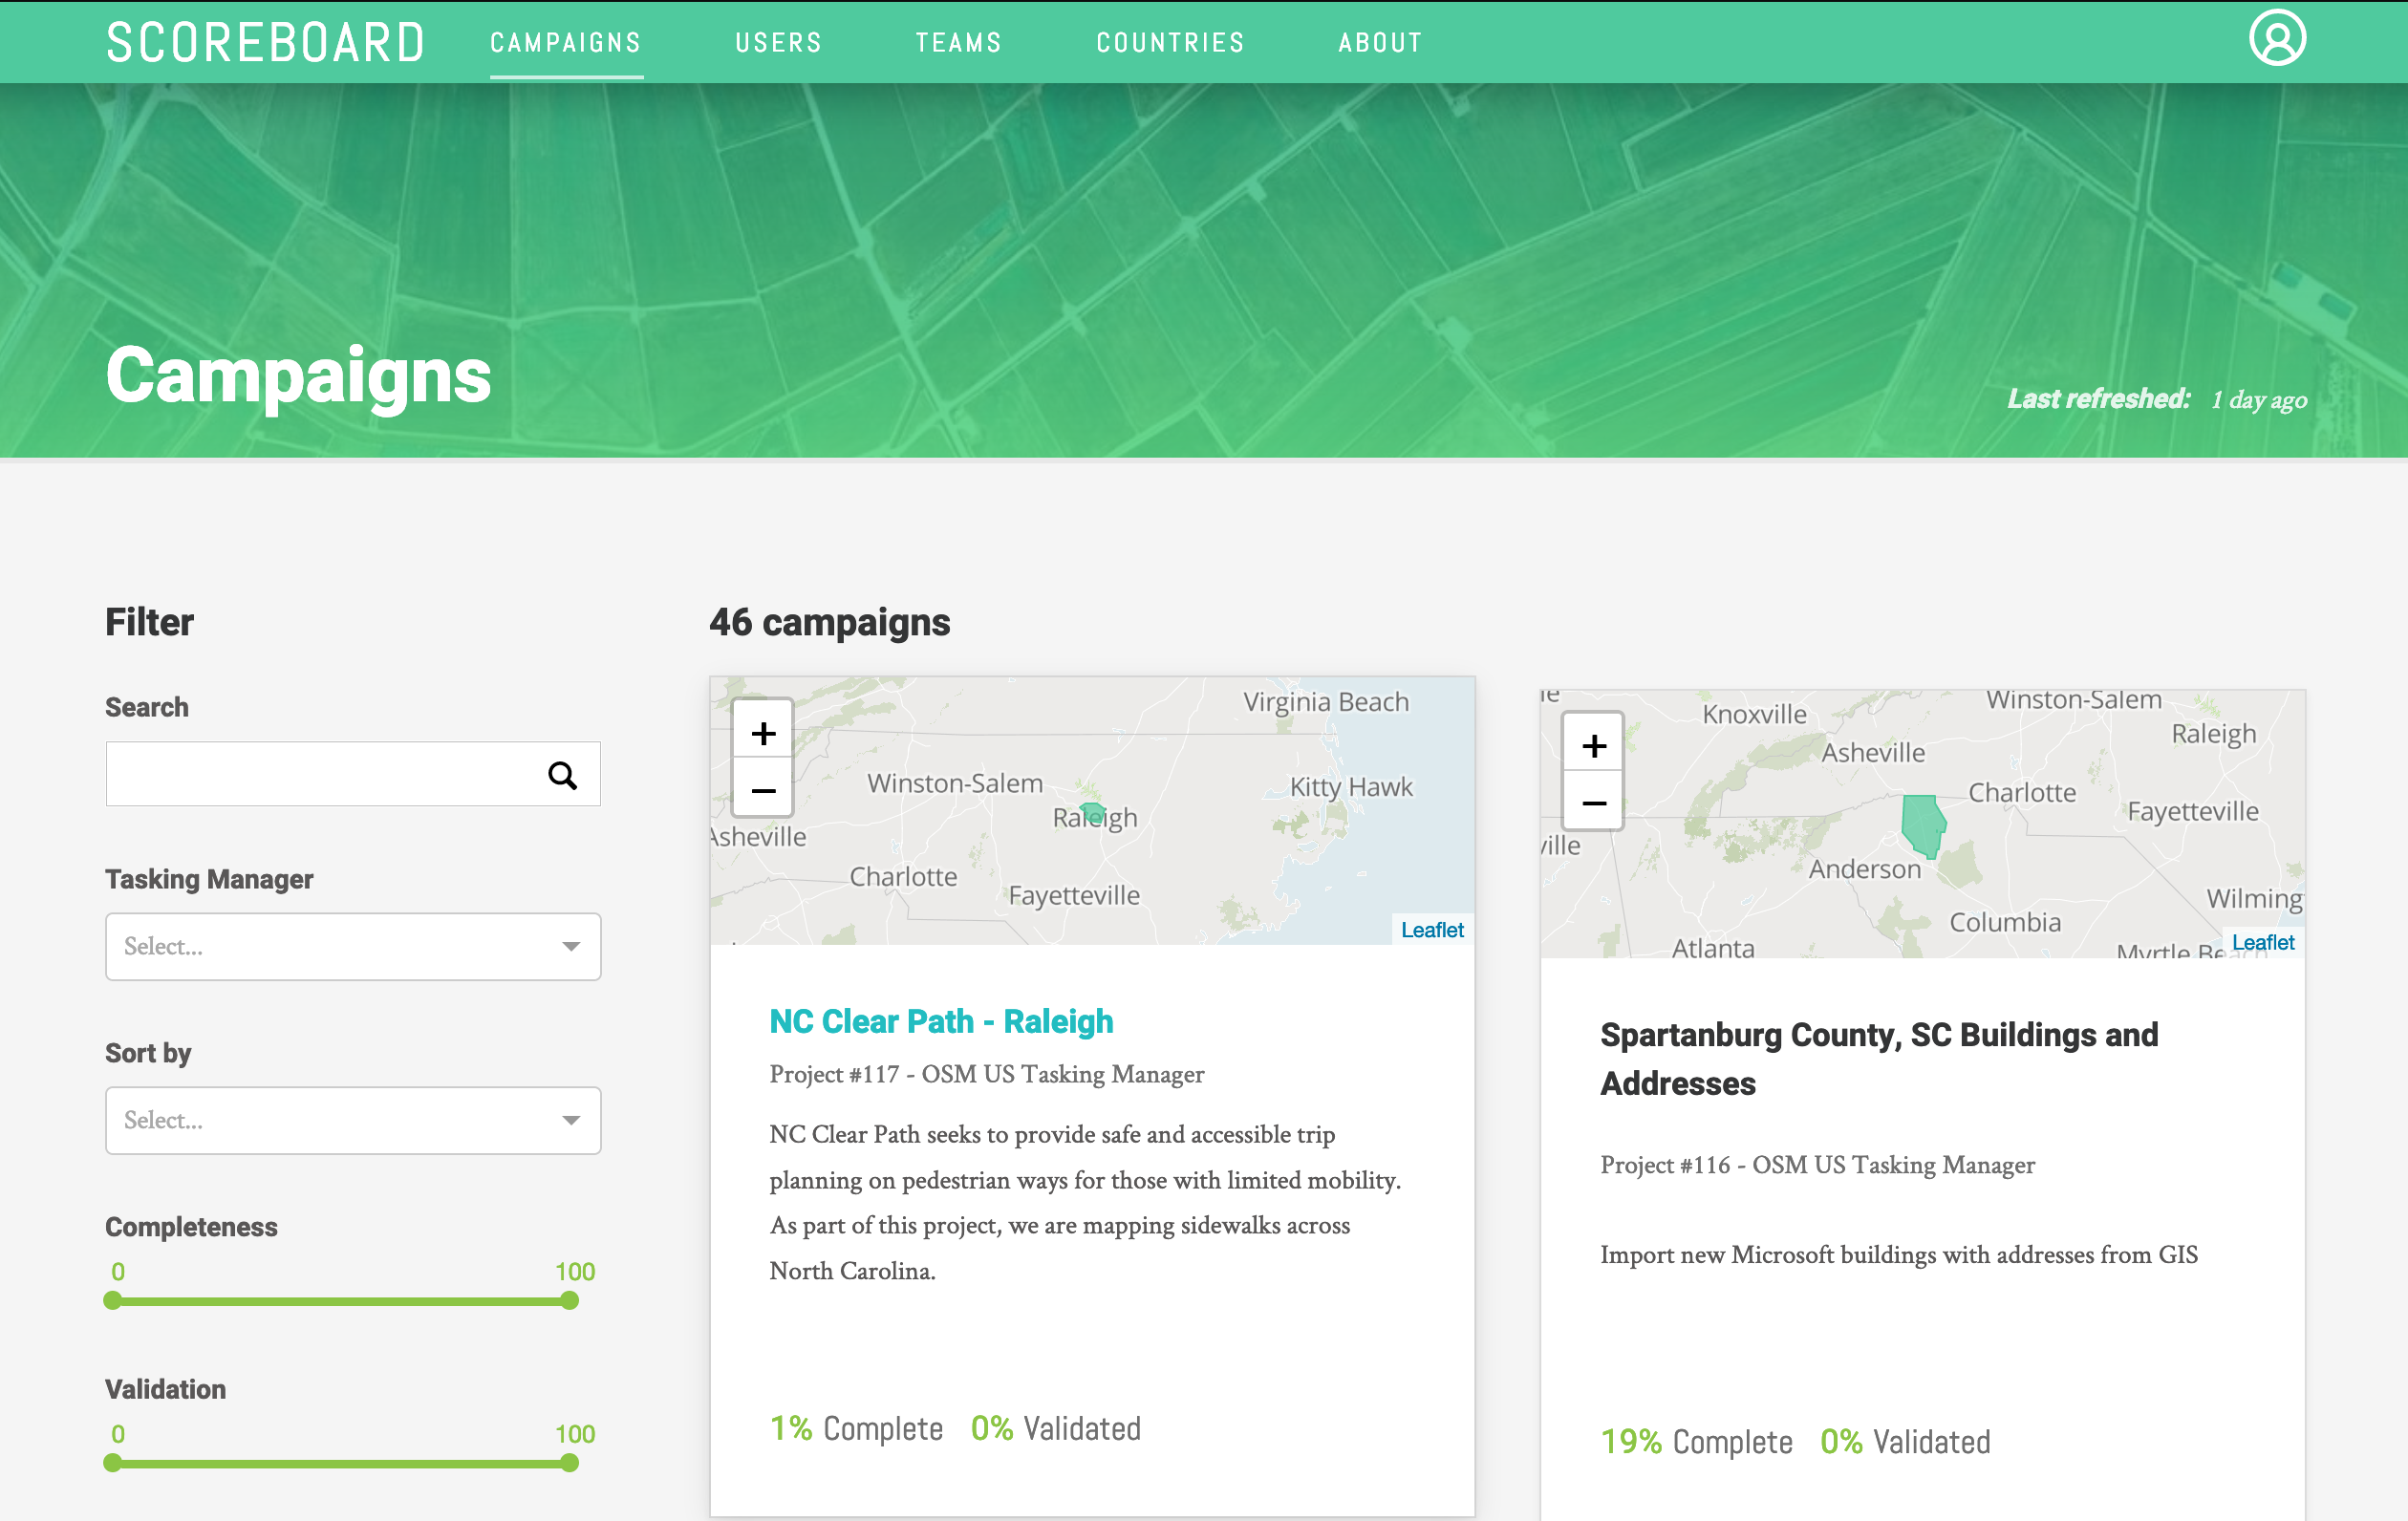 SCOREBOARD
CAMPAIGNS
USERS
TEAMS
COUNTRIES
ABOUT
Campaigns
Last refreshed: 1 day ago
Filter
Search
Tasking Manager
Select...
Sort by
Select...
Completeness
0 100
Validation
0 100
46 campaigns
+
−
Virginia Beach
Winston-Salem
Kitty Hawk
Raleigh
Asheville
Charlotte
Fayetteville
Leaflet
NC Clear Path - Raleigh
Project #117 - OSM US Tasking Manager
NC Clear Path seeks to provide safe and accessible trip
planning on pedestrian ways for those with limited mobility.
As part of this project, we are mapping sidewalks across
North Carolina.
1% Complete 0% Validated
+
−
Winston-Salem
Knoxville
Raleigh
Asheville
Charlotte
Fayetteville
ville
Anderson
Wilming
Columbia
Atlanta
Myrtle Beach
Leaflet
Spartanburg County, SC Buildings and
Addresses
Project #116 - OSM US Tasking Manager
Import new Microsoft buildings with addresses from GIS
19% Complete 0% Validated